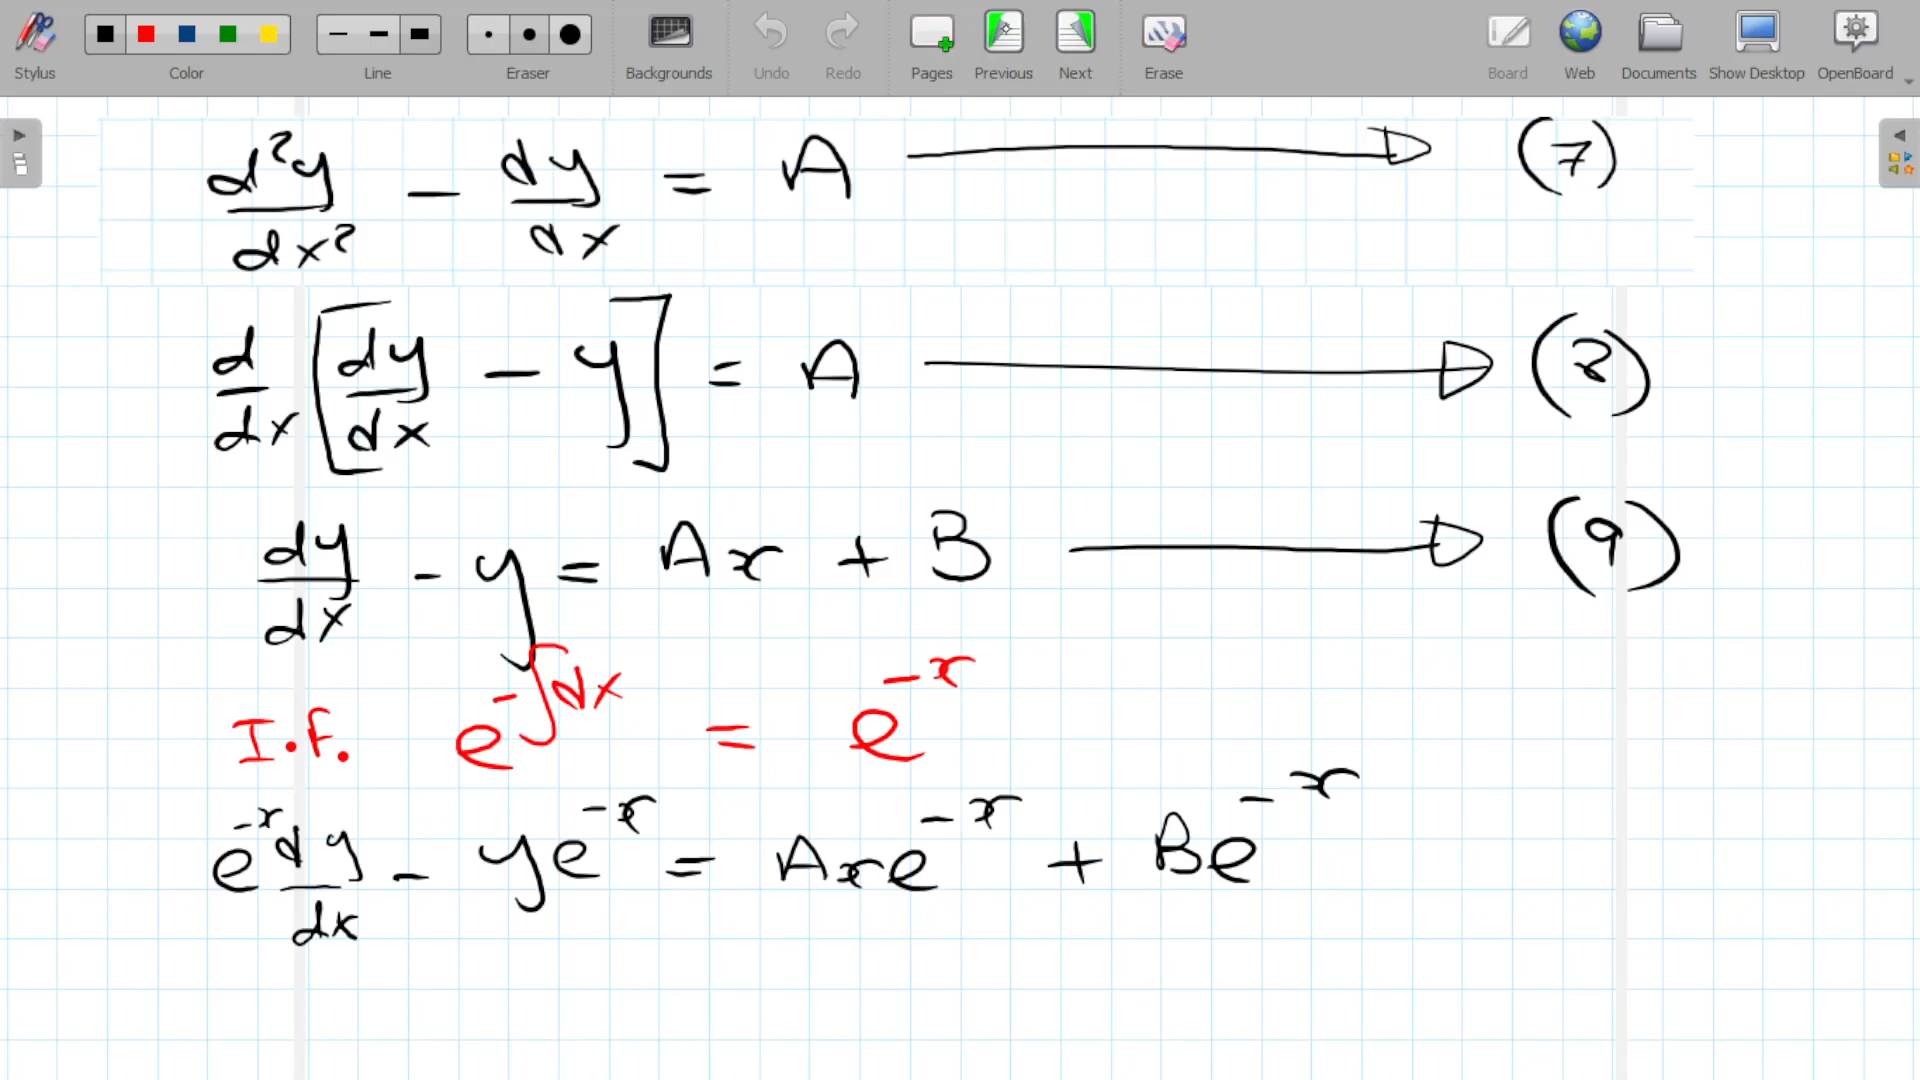 Stylus Color Line Eraser Backgrounds Undo Redo Pages Previous Next Erase Board Web Documents Show Desktop OpenBoard
d²y/dx² - dy/dx = A (7)
d/dx [dy/dx - y] = A (8)
dy/dx - y = Ax + B (9)
I.F. e^(-∫dx) = e^(-x)
e^(-x) dy/dx - ye^(-x) = Axe^(-x) + Be^(-x)